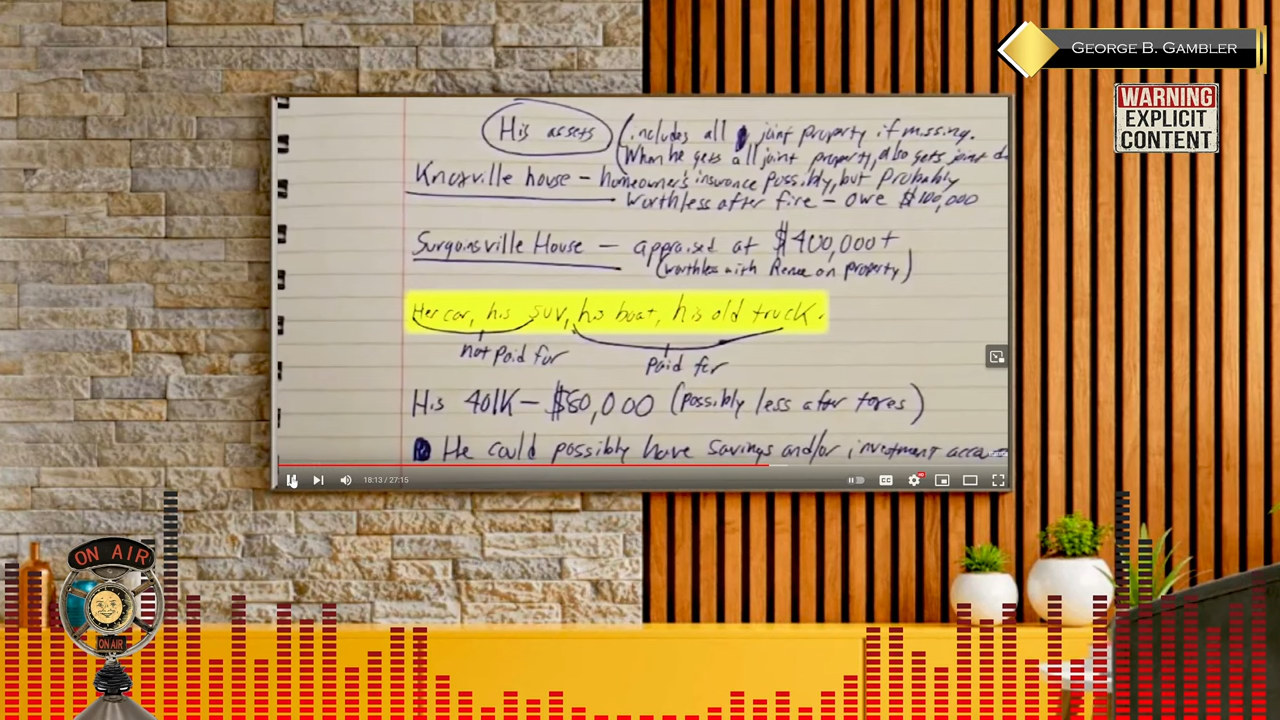 George B. Gambler
WARNING
EXPLICIT
CONTENT
His assets (includes all joint property if missing.
(When he gets all joint property, also gets joint d
Knoxville house - homeowner's insurance possibly, but probably
worthless after fire - owe $100,000
Surgoinsville House - appraised at $400,000+
(worthless with Renee on property)
Her car, his SUV, his boat, his old truck.
not paid for
paid for
His 401K - $50,000 (possibly less after taxes)
He could possibly have savings and/or investment accou
18:13 / 27:15
CC
HD
ON AIR
ON AIR